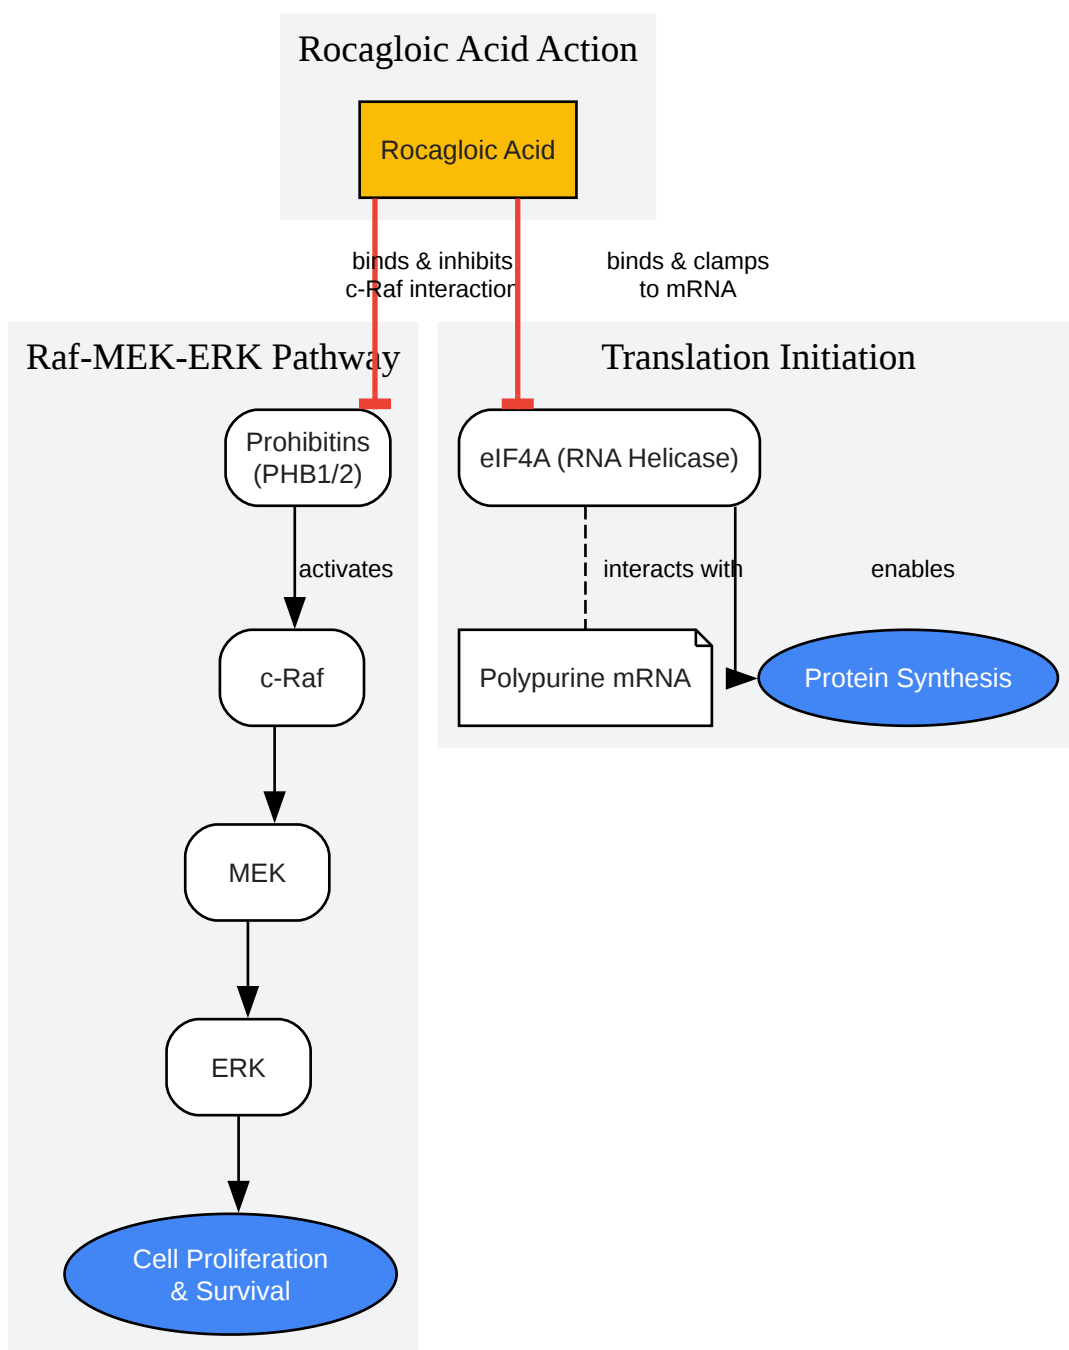 Rocagloic Acid Action
Rocagloic Acid
binds & inhibits
c-Raf interaction
binds & clamps
to mRNA
Raf-MEK-ERK Pathway
Translation Initiation
Prohibitins
(PHB1/2)
eIF4A (RNA Helicase)
activates
interacts with
enables
c-Raf
Polypurine mRNA
Protein Synthesis
MEK
ERK
Cell Proliferation
& Survival